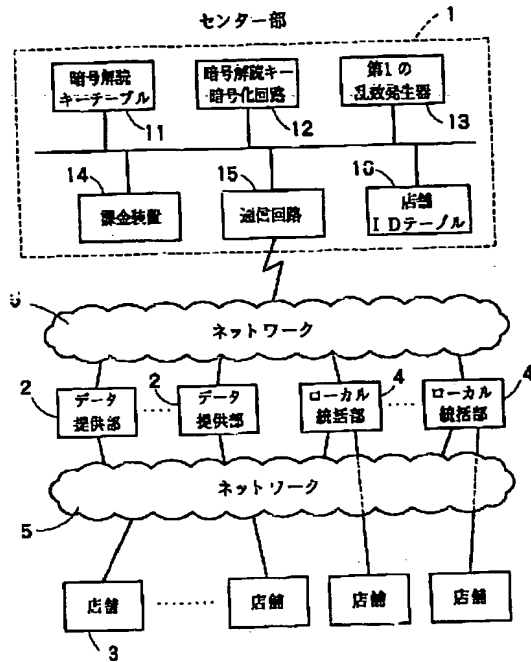 センター部
1
暗号解読
キーテーブル
11
暗号解読キー
暗号化回路
12
第1の
乱数発生器
13
14
課金装置
15
通信回路
16
店舗
IDテーブル
ネットワーク
2
データ
提供部
2
データ
提供部
4
ローカル
統括部
4
ローカル
統括部
ネットワーク
5
店舗
3
店舗
店舗
店舗